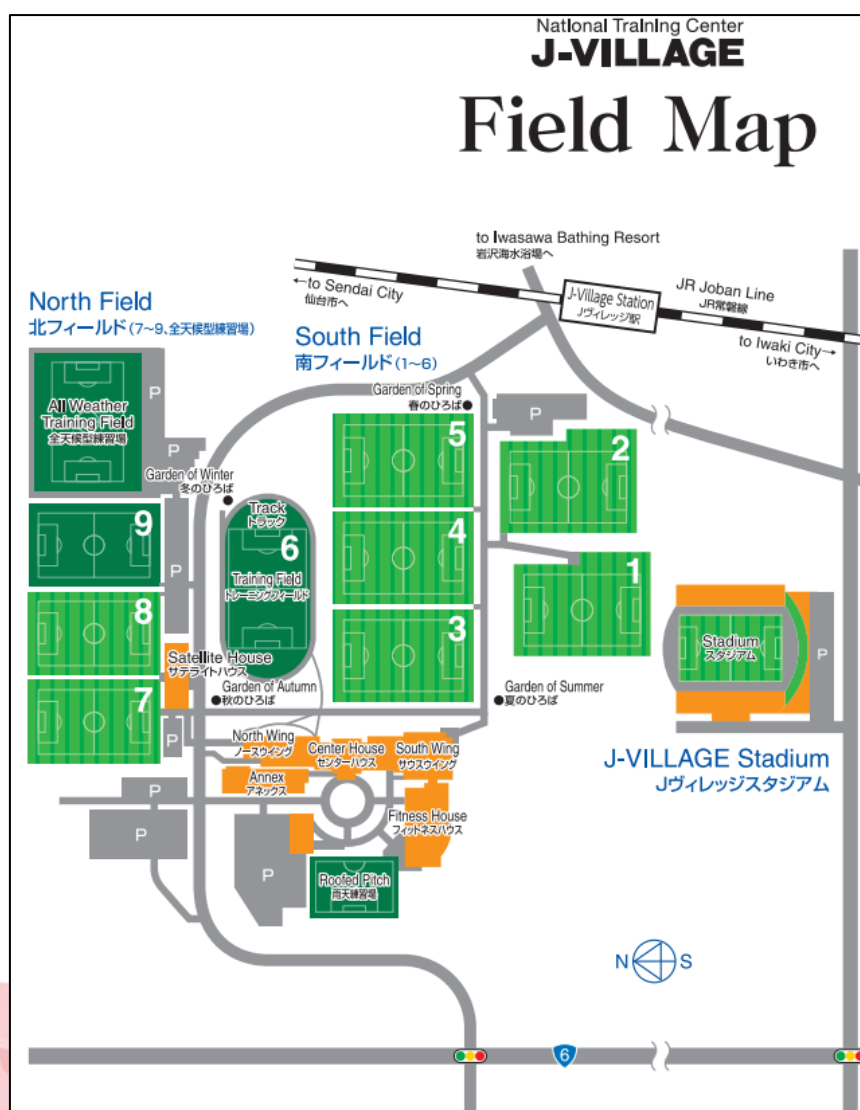 National Training Center
J-VILLAGE
Field Map
to Iwasawa Bathing Resort
岩沢海水浴場へ
←to Sendai City
仙台市へ
J-Village Station
Jヴィレッジ駅
JR Joban Line
JR常磐線
to Iwaki City→
いわき市へ
North Field
北フィールド(7~9、全天候型練習場)
South Field
南フィールド(1~6)
Garden of Spring
春のひろば
P
P
P
All Weather
Training Field
全天候型練習場
Garden of Winter
冬のひろば
5
2
Track
トラック
9
6
4
P
Training Field
トレーニングフィールド
1
8
3
Stadium
スタジアム
P
Satellite House
サテライトハウス
7
Garden of Autumn
秋のひろば
Garden of Summer
夏のひろば
P
North Wing
ノースウイング
Center House
センターハウス
South Wing
サウスウイング
J-VILLAGE Stadium
Jヴィレッジスタジアム
Annex
アネックス
P
Fitness House
フィットネスハウス
P
P
Roofed Pitch
雨天練習場
N S
6